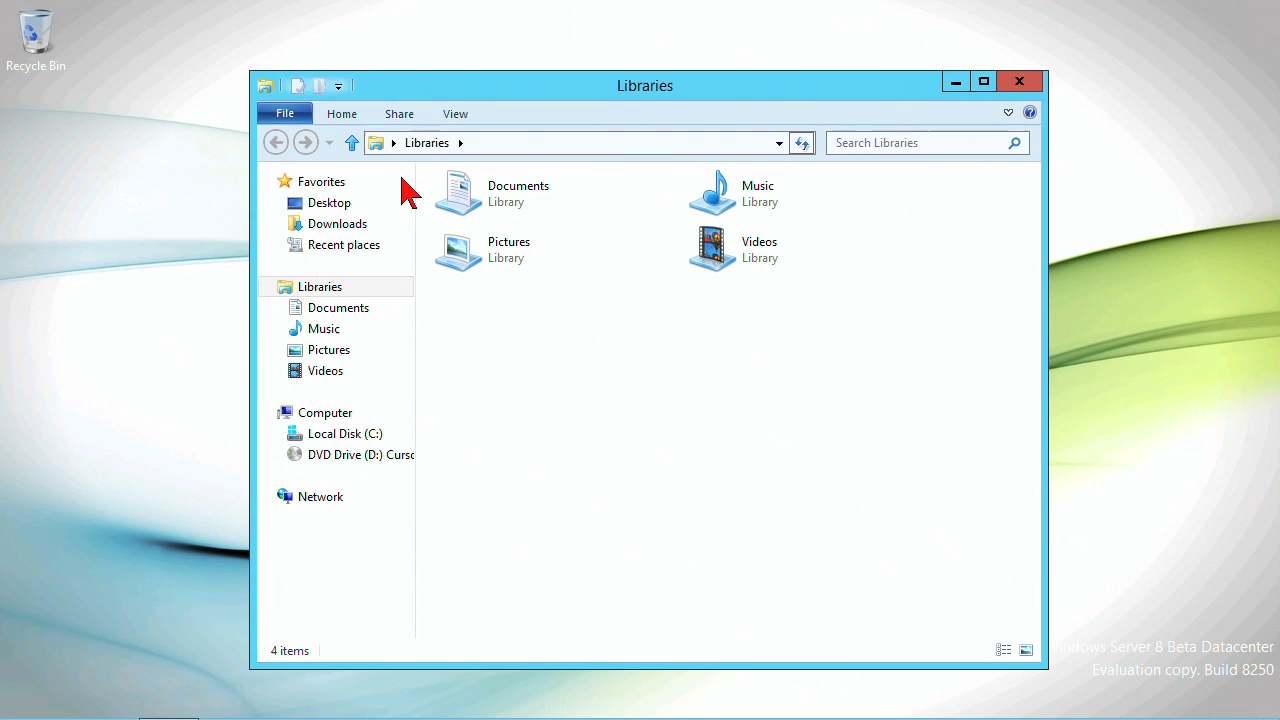 Recycle Bin
Libraries
File Home Share View
Libraries
Search Libraries
Favorites
Desktop
Downloads
Recent places
Libraries
Documents
Music
Pictures
Videos
Computer
Local Disk (C:)
DVD Drive (D:) Curso
Network
Documents
Library
Music
Library
Pictures
Library
Videos
Library
4 items
ndows Server 8 Beta Datacenter
Evaluation copy. Build 8250